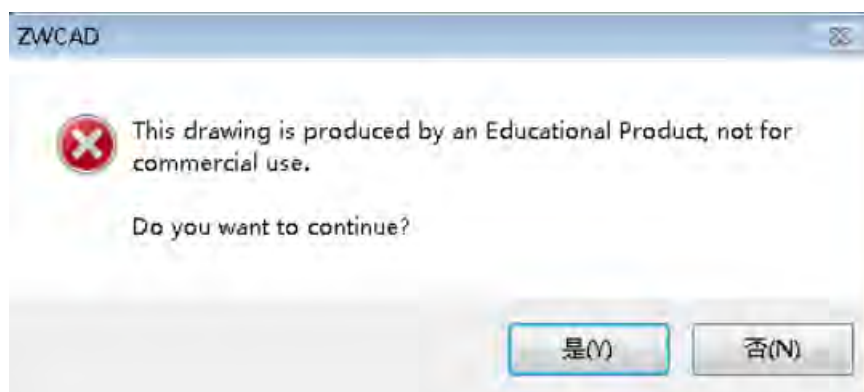 ZWCAD
This drawing is produced by an Educational Product, not for
commercial use.
Do you want to continue?
是(Y)
否(N)